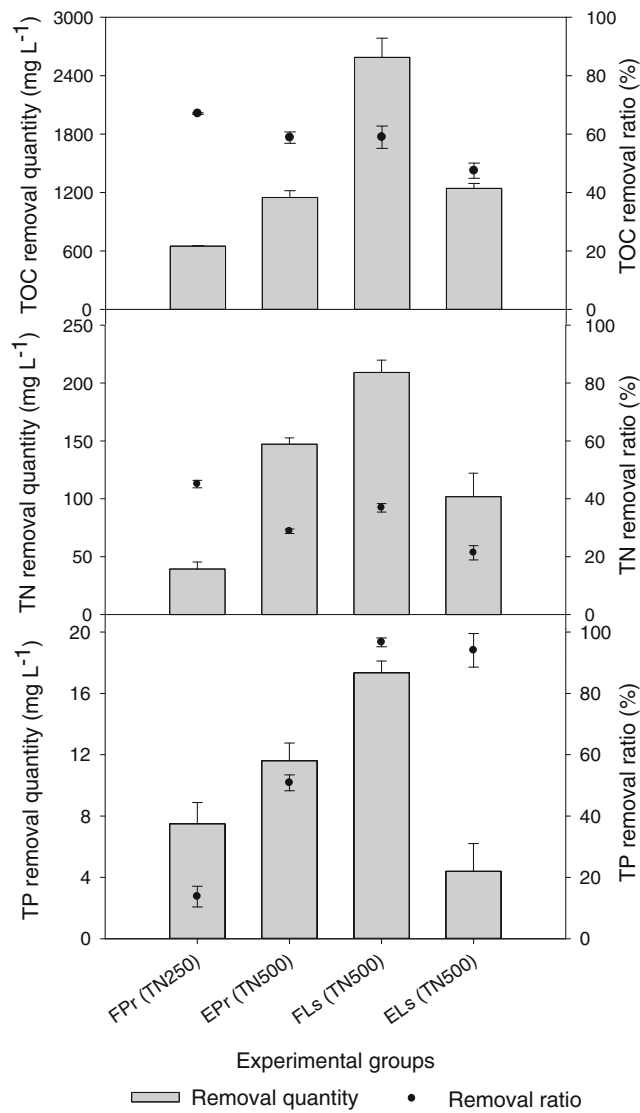 TOC removal quantity (mg L-1)
3000
2400
1800
1200
600
0
100
80
60
40
20
0
TOC removal ratio (%)
TN removal quantity (mg L-1)
250
200
150
100
50
0
100
80
60
40
20
0
TN removal ratio (%)
TP removal quantity (mg L-1)
20
16
12
8
4
0
100
80
60
40
20
0
TP removal ratio (%)
FPr (TN250)
EPr (TN500)
FLs (TN500)
ELs (TN500)
Experimental groups
Removal quantity
Removal ratio